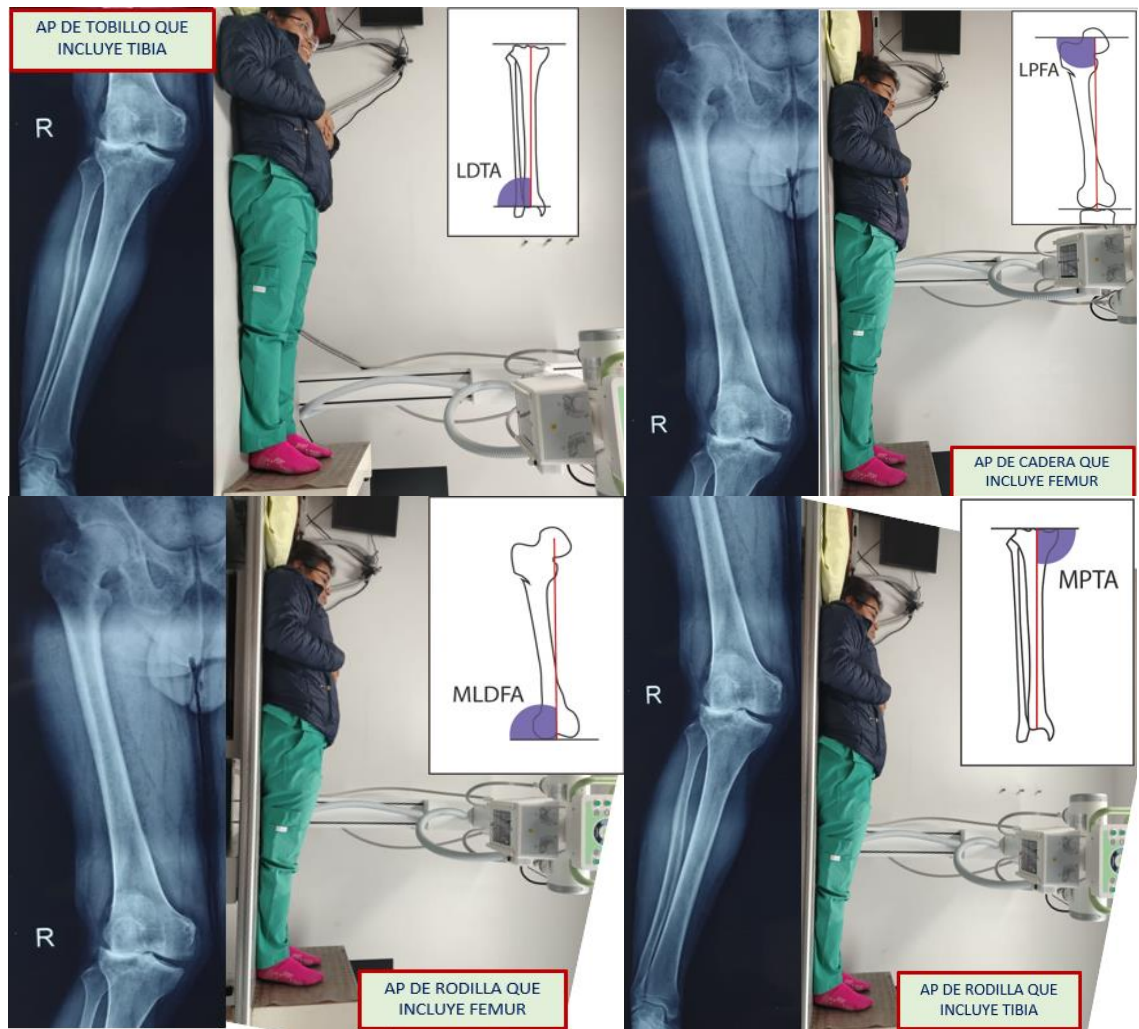 AP DE TOBILLO QUE
INCLUYE TIBIA
R
LDTA
LPFA
R
AP DE CADERA QUE
INCLUYE FEMUR
MLDFA
R
AP DE RODILLA QUE
INCLUYE FEMUR
MPTA
R
AP DE RODILLA QUE
INCLUYE TIBIA